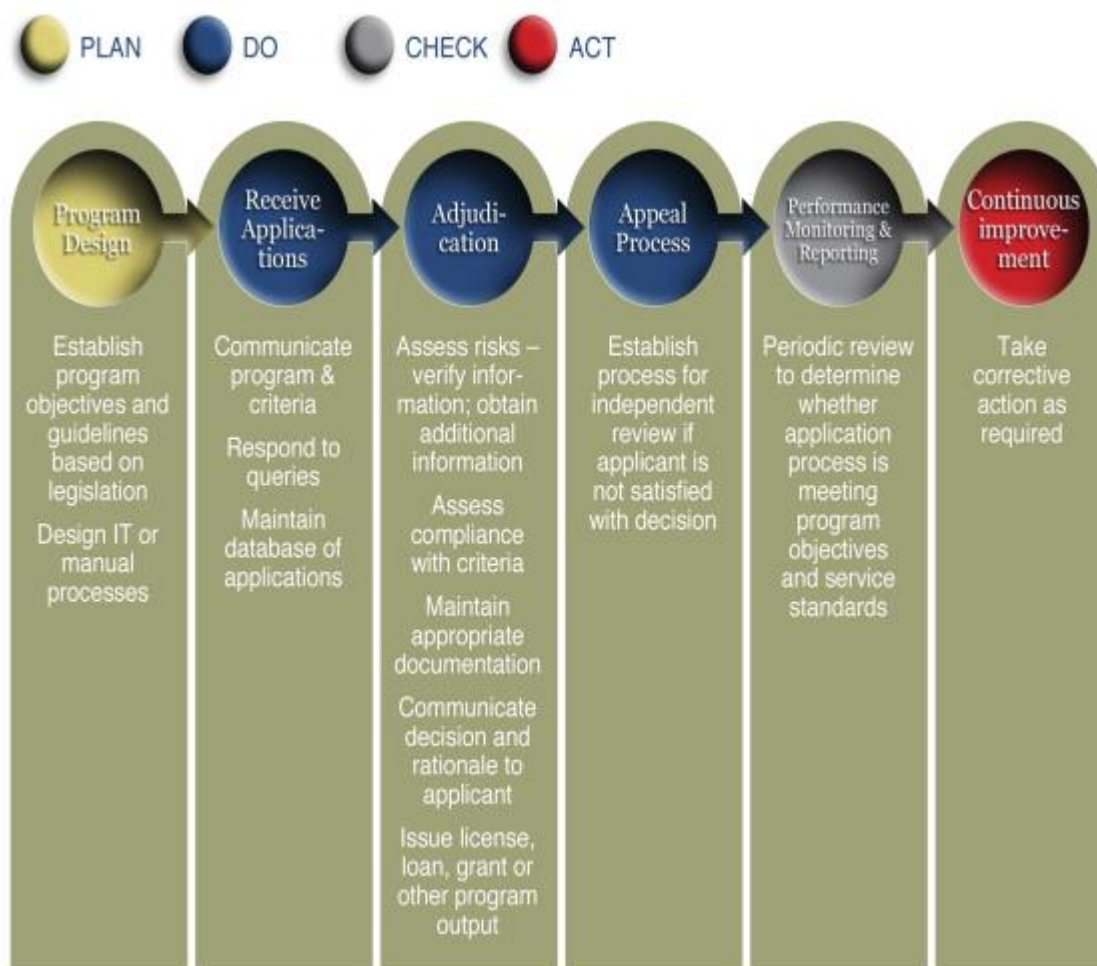 PLAN
DO
CHECK
ACT
Program
Design
Receive
Applica-
tions
Adjudi-
cation
Appeal
Process
Performance
Monitoring &
Reporting
Continuous
improve-
ment
Establish
program
objectives and
guidelines
based on
legislation
Design IT or
manual
processes
Communicate
program &
criteria
Respond to
queries
Maintain
database of
applications
Assess risks –
verify infor-
mation; obtain
additional
information
Assess
compliance
with criteria
Maintain
appropriate
documentation
Communicate
decision and
rationale to
applicant
Issue license,
loan, grant or
other program
output
Establish
process for
independent
review if
applicant is
not satisfied
with decision
Periodic review
to determine
whether
application
process is
meeting
program
objectives
and service
standards
Take
corrective
action as
required